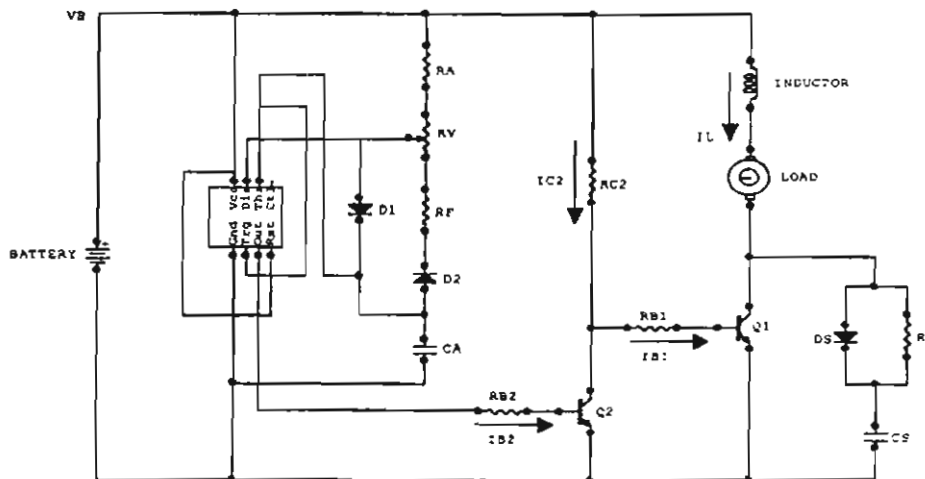 VB
RA
RV
RF
D1
D2
CA
Vcc Dis Th Ctl
Gnd Trg Out Rst
BATTERY
IC2
RC2
INDUCTOR
IL
LOAD
RB1
IB1
Q1
DS
R
RB2
IB2
Q2
CS